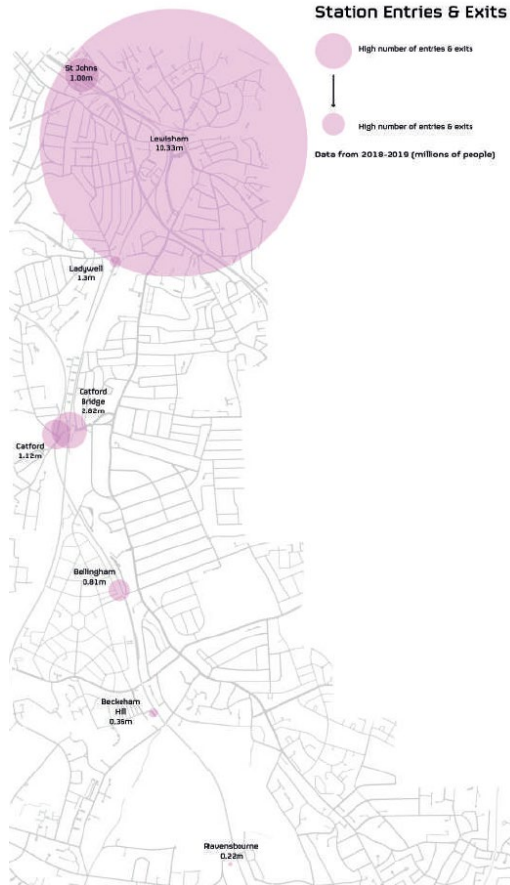 Station Entries & Exits
High number of entries & exits
High number of entries & exits
Data from 2018-2019 (millions of people)
St Johns
1.08m
Lewisham
10.33m
Ladywell
1.3m
Catford
Bridge
2.02m
Catford
1.12m
Bellingham
0.81m
Beckeham
Hill
0.36m
Ravensbourne
0.22m